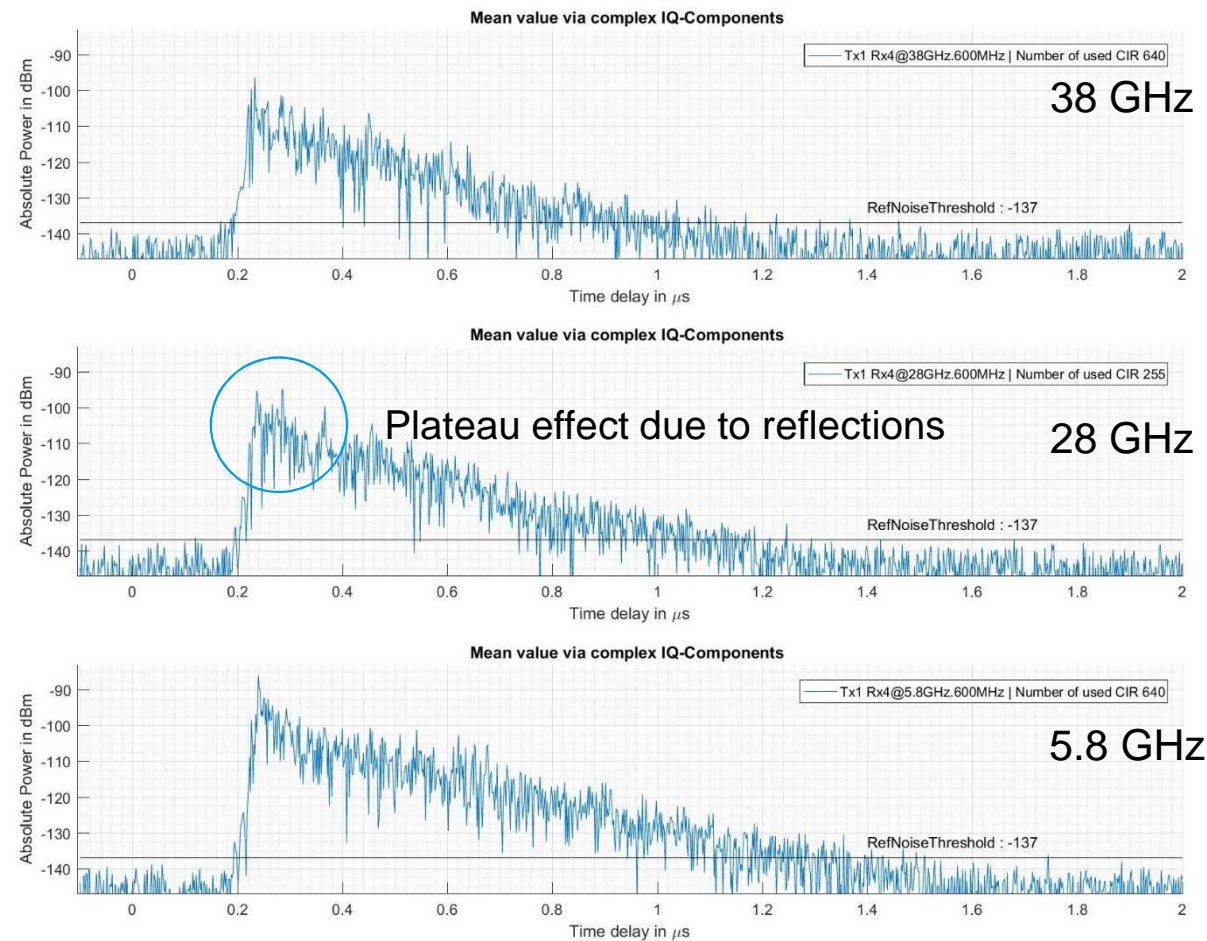 Mean value via complex IQ-Components
Tx1 Rx4@38GHz.600MHz | Number of used CIR 640
38 GHz
Absolute Power in dBm
-90
-100
-110
-120
-130
-140
RefNoiseThreshold : -137
0 0.2 0.4 0.6 0.8 1 1.2 1.4 1.6 1.8 2
Time delay in μs
Mean value via complex IQ-Components
Tx1 Rx4@28GHz.600MHz | Number of used CIR 255
Plateau effect due to reflections
28 GHz
Absolute Power in dBm
-90
-100
-110
-120
-130
-140
RefNoiseThreshold : -137
0 0.2 0.4 0.6 0.8 1 1.2 1.4 1.6 1.8 2
Time delay in μs
Mean value via complex IQ-Components
Tx1 Rx4@5.8GHz.600MHz | Number of used CIR 640
5.8 GHz
Absolute Power in dBm
-90
-100
-110
-120
-130
-140
RefNoiseThreshold : -137
0 0.2 0.4 0.6 0.8 1 1.2 1.4 1.6 1.8 2
Time delay in μs